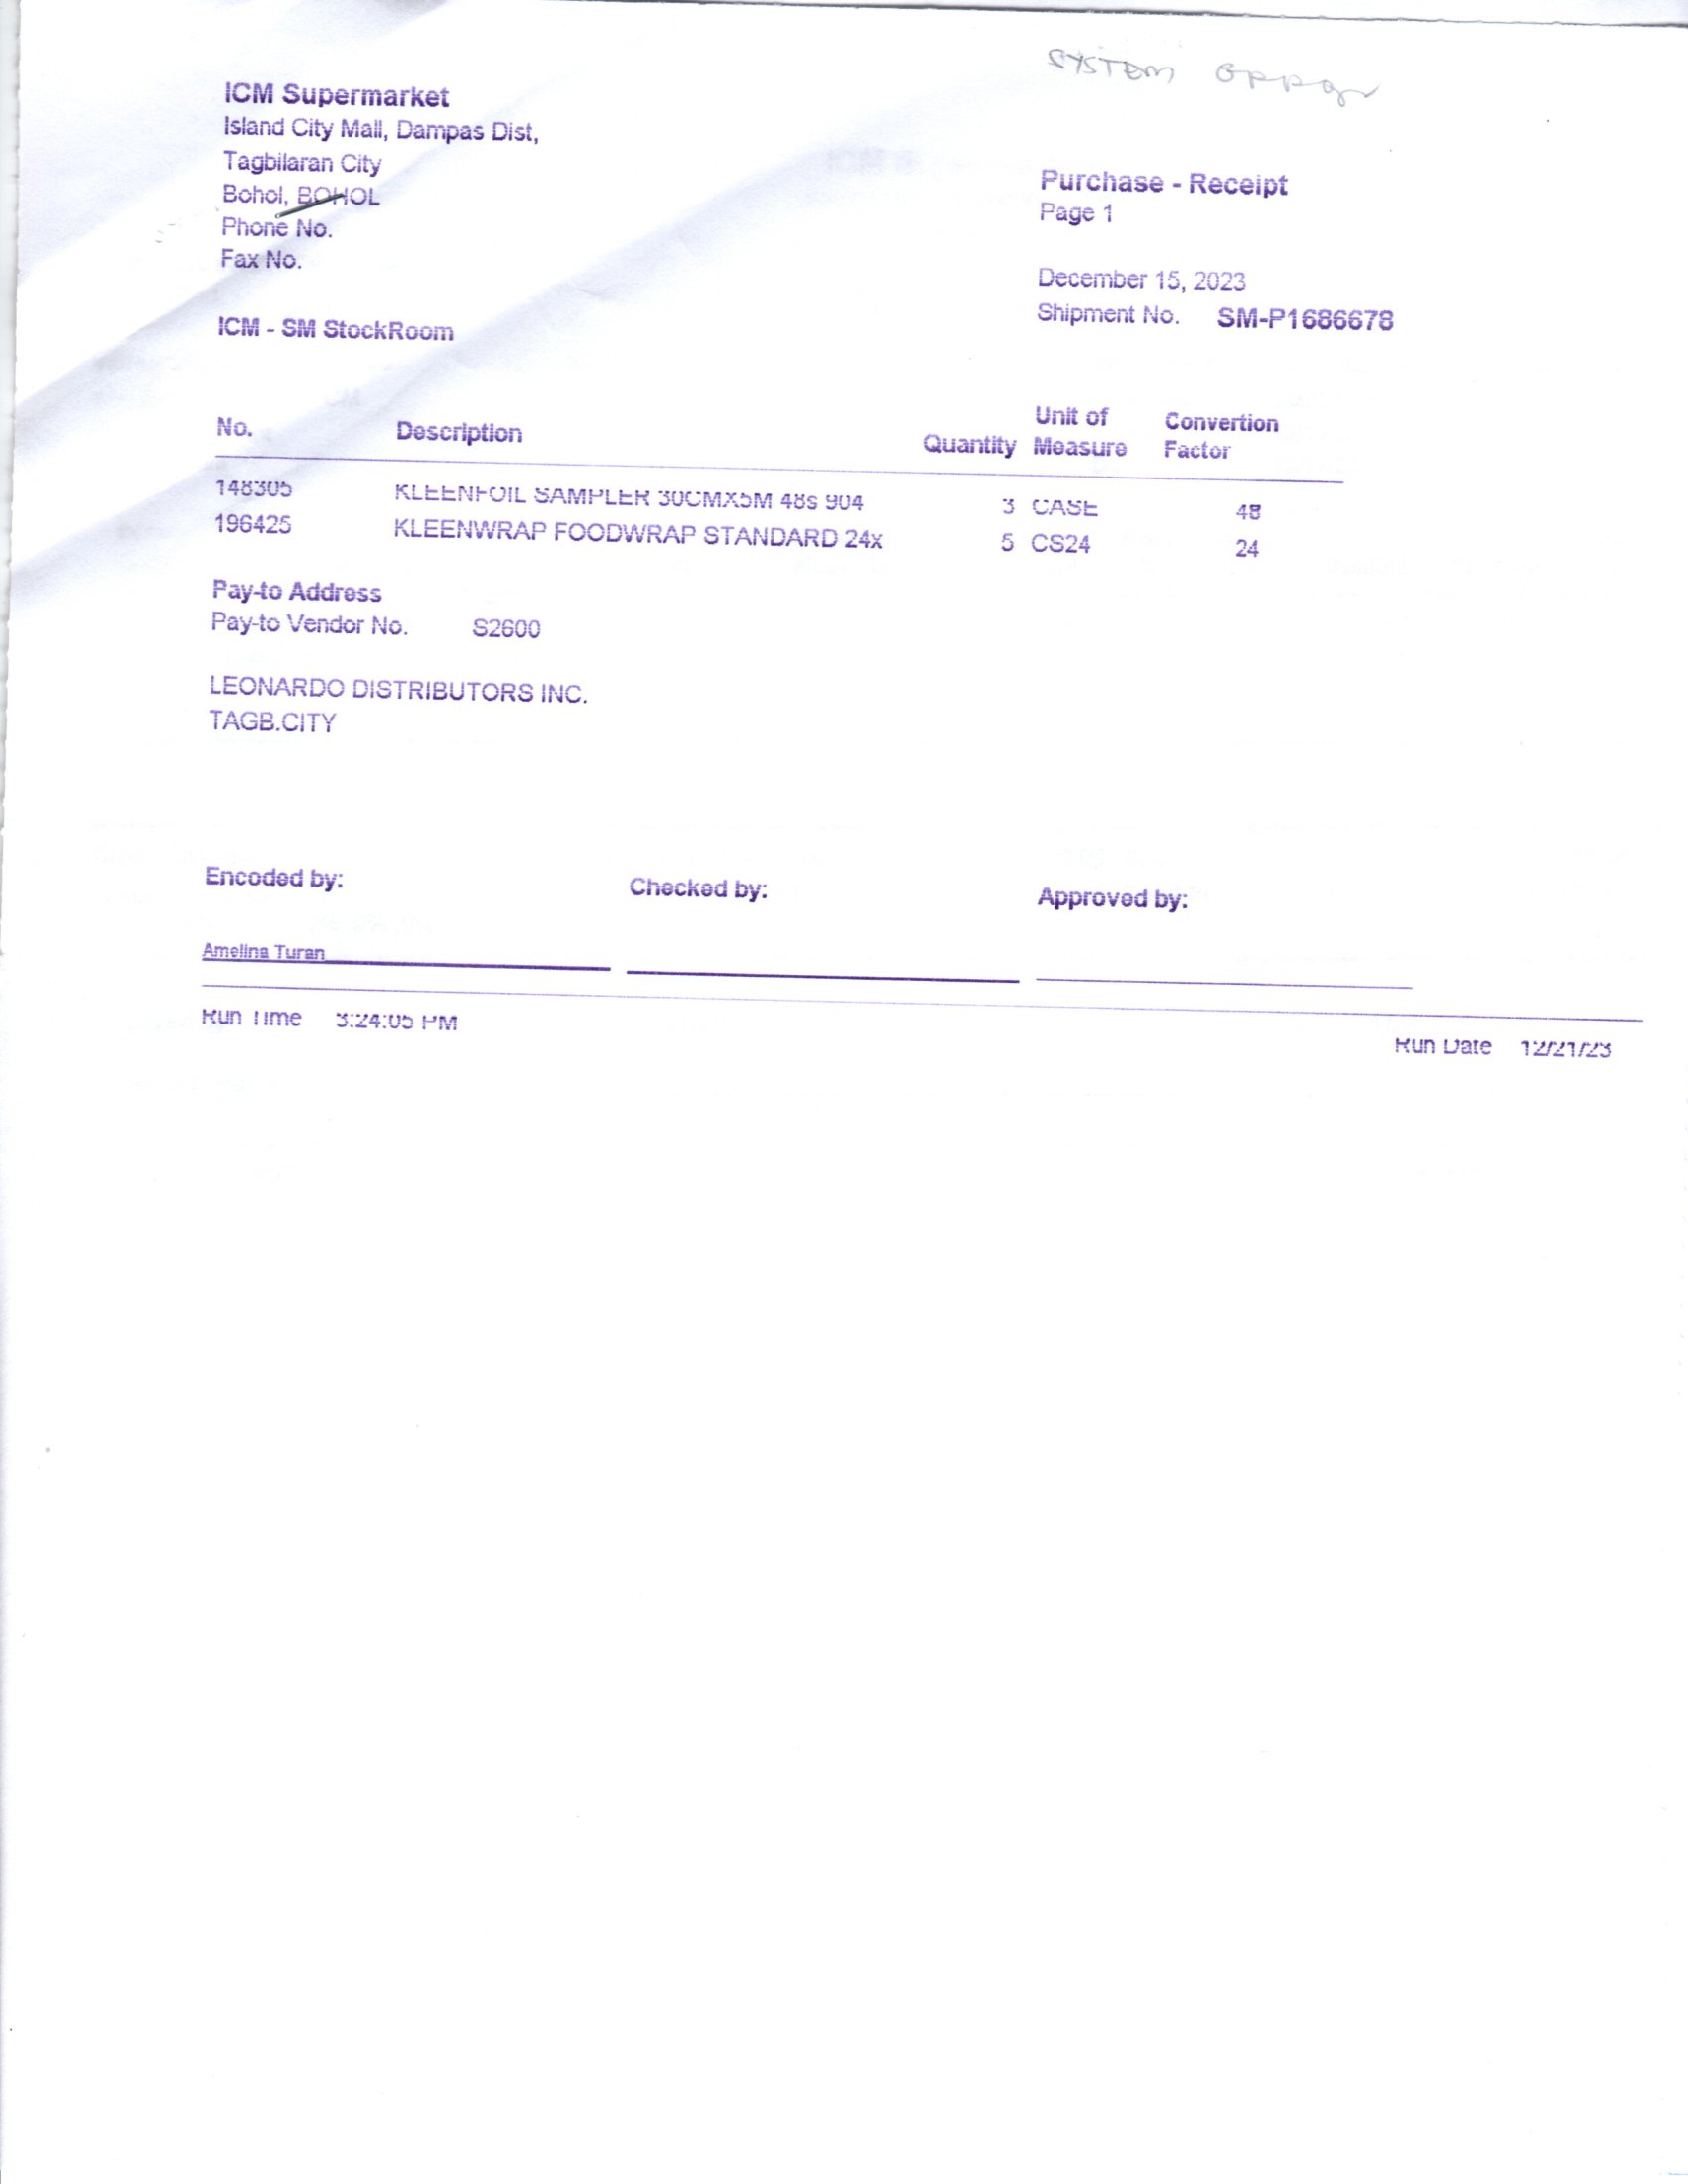 SYSTEM
ICM Supermarket
Island City Mall, Dampas Dist,
Tagbilaran City
Bohol, BOHOL
Phone No.
Fax No.
Purchase - Receipt
Page 1
December 15, 2023
Shipment No. SM-P1686678
ICM - SM StockRoom
No. Description Quantity Unit of Measure Convertion Factor
148305 KLEENFOIL SAMPLER 30CMX5M 48s 904 3 CASE 48
196425 KLEENWRAP FOODWRAP STANDARD 24x 5 CS24 24
Pay-to Address
Pay-to Vendor No. S2600
LEONARDO DISTRIBUTORS INC.
TAGB.CITY
Encoded by: Checked by: Approved by:
Amelina Turan
Run Time 3:24:05 PM
Run Date 12/21/23